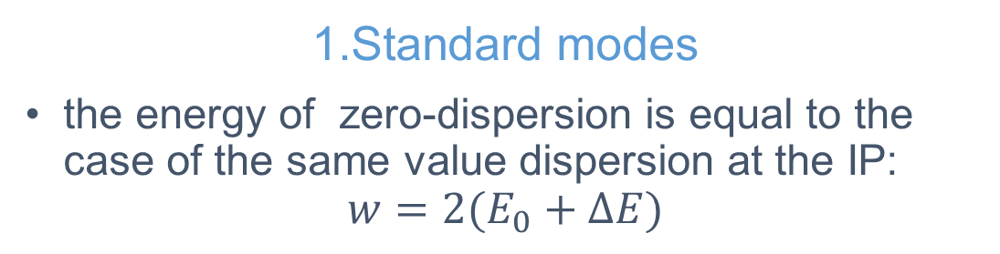 1.Standard modes
• the energy of  zero-dispersion is equal to the
case of the same value dispersion at the IP:
𝑤 = 2(𝐸₀ + Δ𝐸)